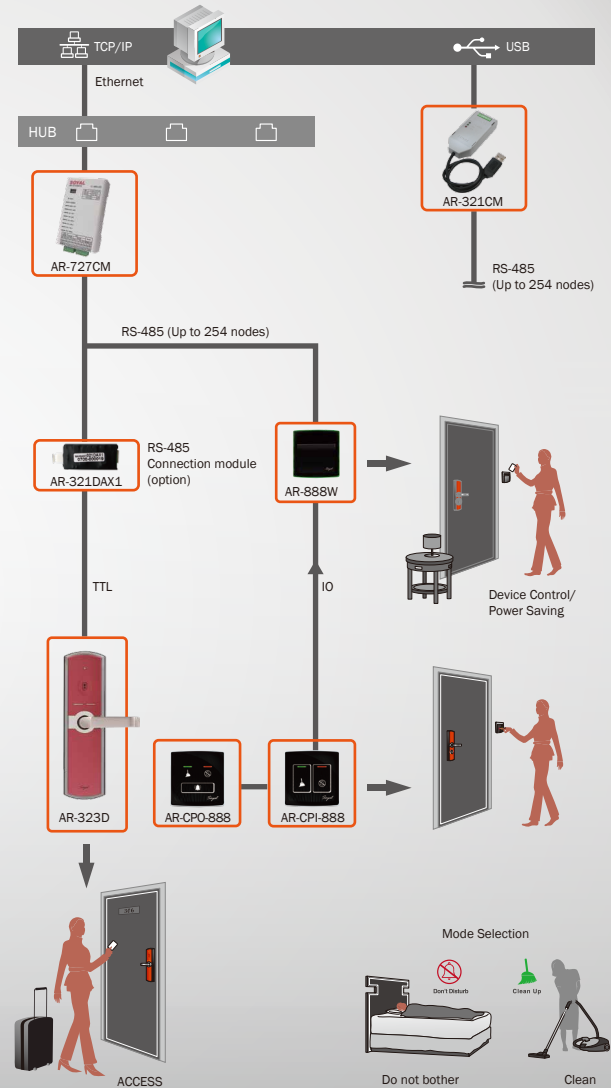 TCP/IP
USB
Ethernet
HUB
SOYAL
AR-727CM
AR-321CM
RS-485
(Up to 254 nodes)
RS-485 (Up to 254 nodes)
AR-321DAX1
RS-485
Connection module
(option)
AR-888W
Device Control/
Power Saving
TTL
IO
AR-323D
AR-CPO-888
AR-CPI-888
ACCESS
Mode Selection
Don't Disturb
Clean Up
Do not bother
Clean